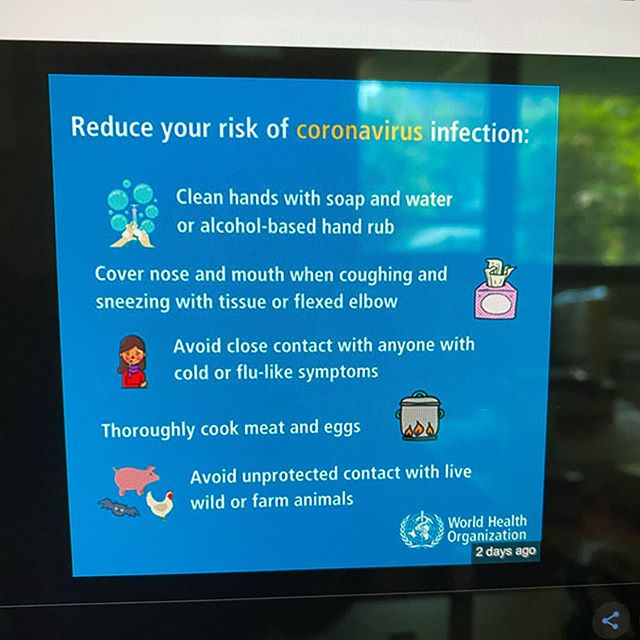 Reduce your risk of coronavirus infection:
Clean hands with soap and water
or alcohol-based hand rub
Cover nose and mouth when coughing and
sneezing with tissue or flexed elbow
Avoid close contact with anyone with
cold or flu-like symptoms
Thoroughly cook meat and eggs
Avoid unprotected contact with live
wild or farm animals
World Health
Organization
2 days ago